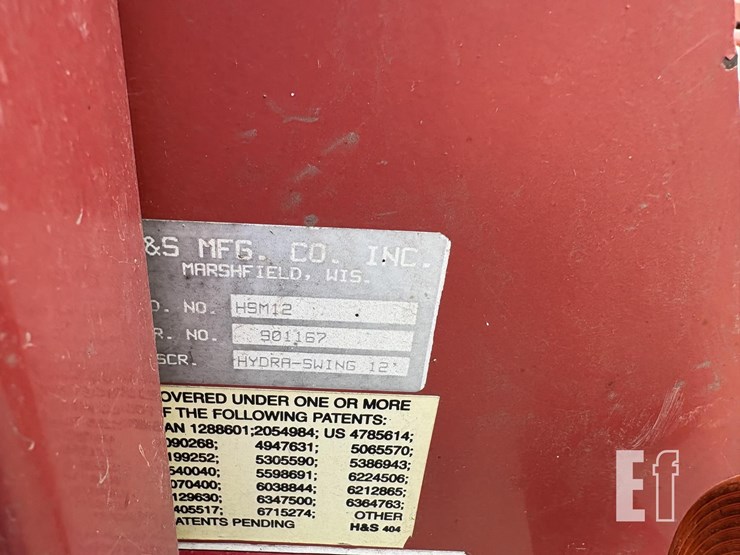 &S MFG. CO. INC.
MARSHFIELD, WIS.
D. NO. HSM12
R. NO. 901167
SCR. HYDRA-SWING 12'
OVERED UNDER ONE OR MORE
F THE FOLLOWING PATENTS:
AN 1288601;2054984; US 4785614;
090268; 4947631; 5065570;
199252; 5305590; 5386943;
540040; 5598691; 6224506;
070400; 6038844; 6212865;
129630; 6347500; 6364763;
405517; 6715274; OTHER
PATENTS PENDING H&S 404
Ef